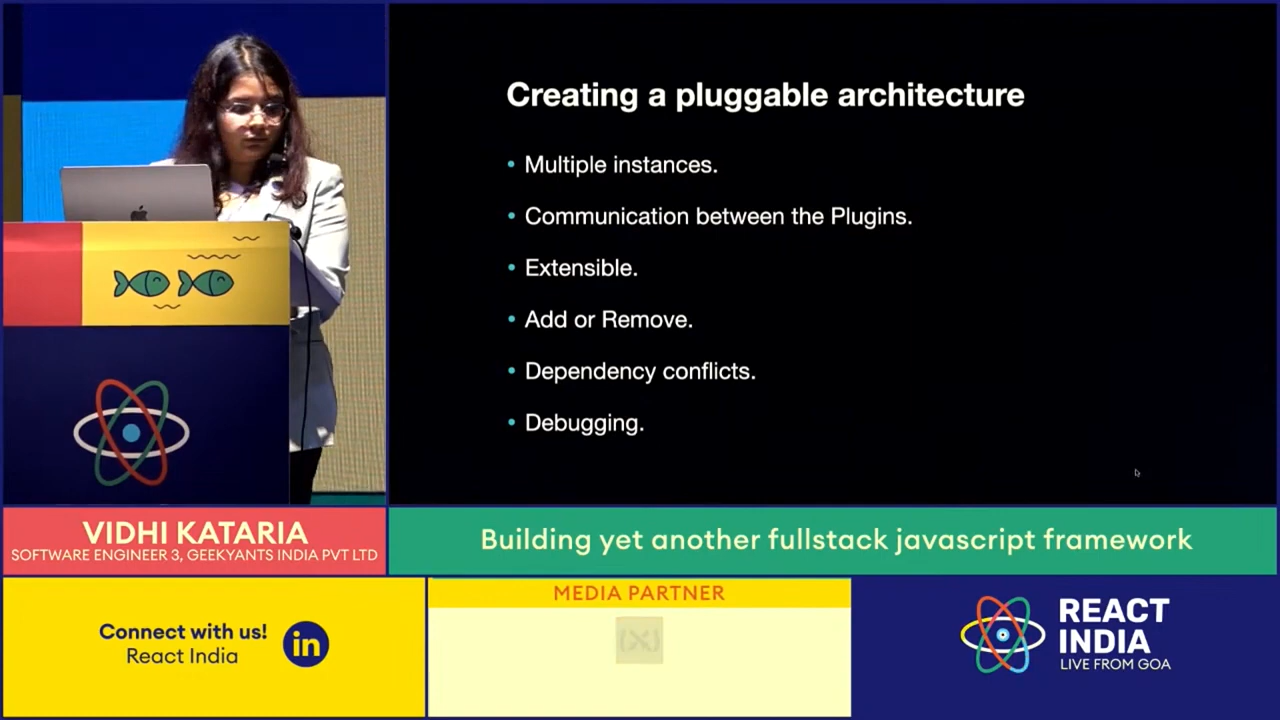 Creating a pluggable architecture
• Multiple instances.
• Communication between the Plugins.
• Extensible.
• Add or Remove.
• Dependency conflicts.
• Debugging.
VIDHI KATARIA
SOFTWARE ENGINEER 3, GEEKYANTS INDIA PVT LTD
Building yet another fullstack javascript framework
Connect with us!
React India
in
MEDIA PARTNER
{X}
REACT
INDIA
LIVE FROM GOA